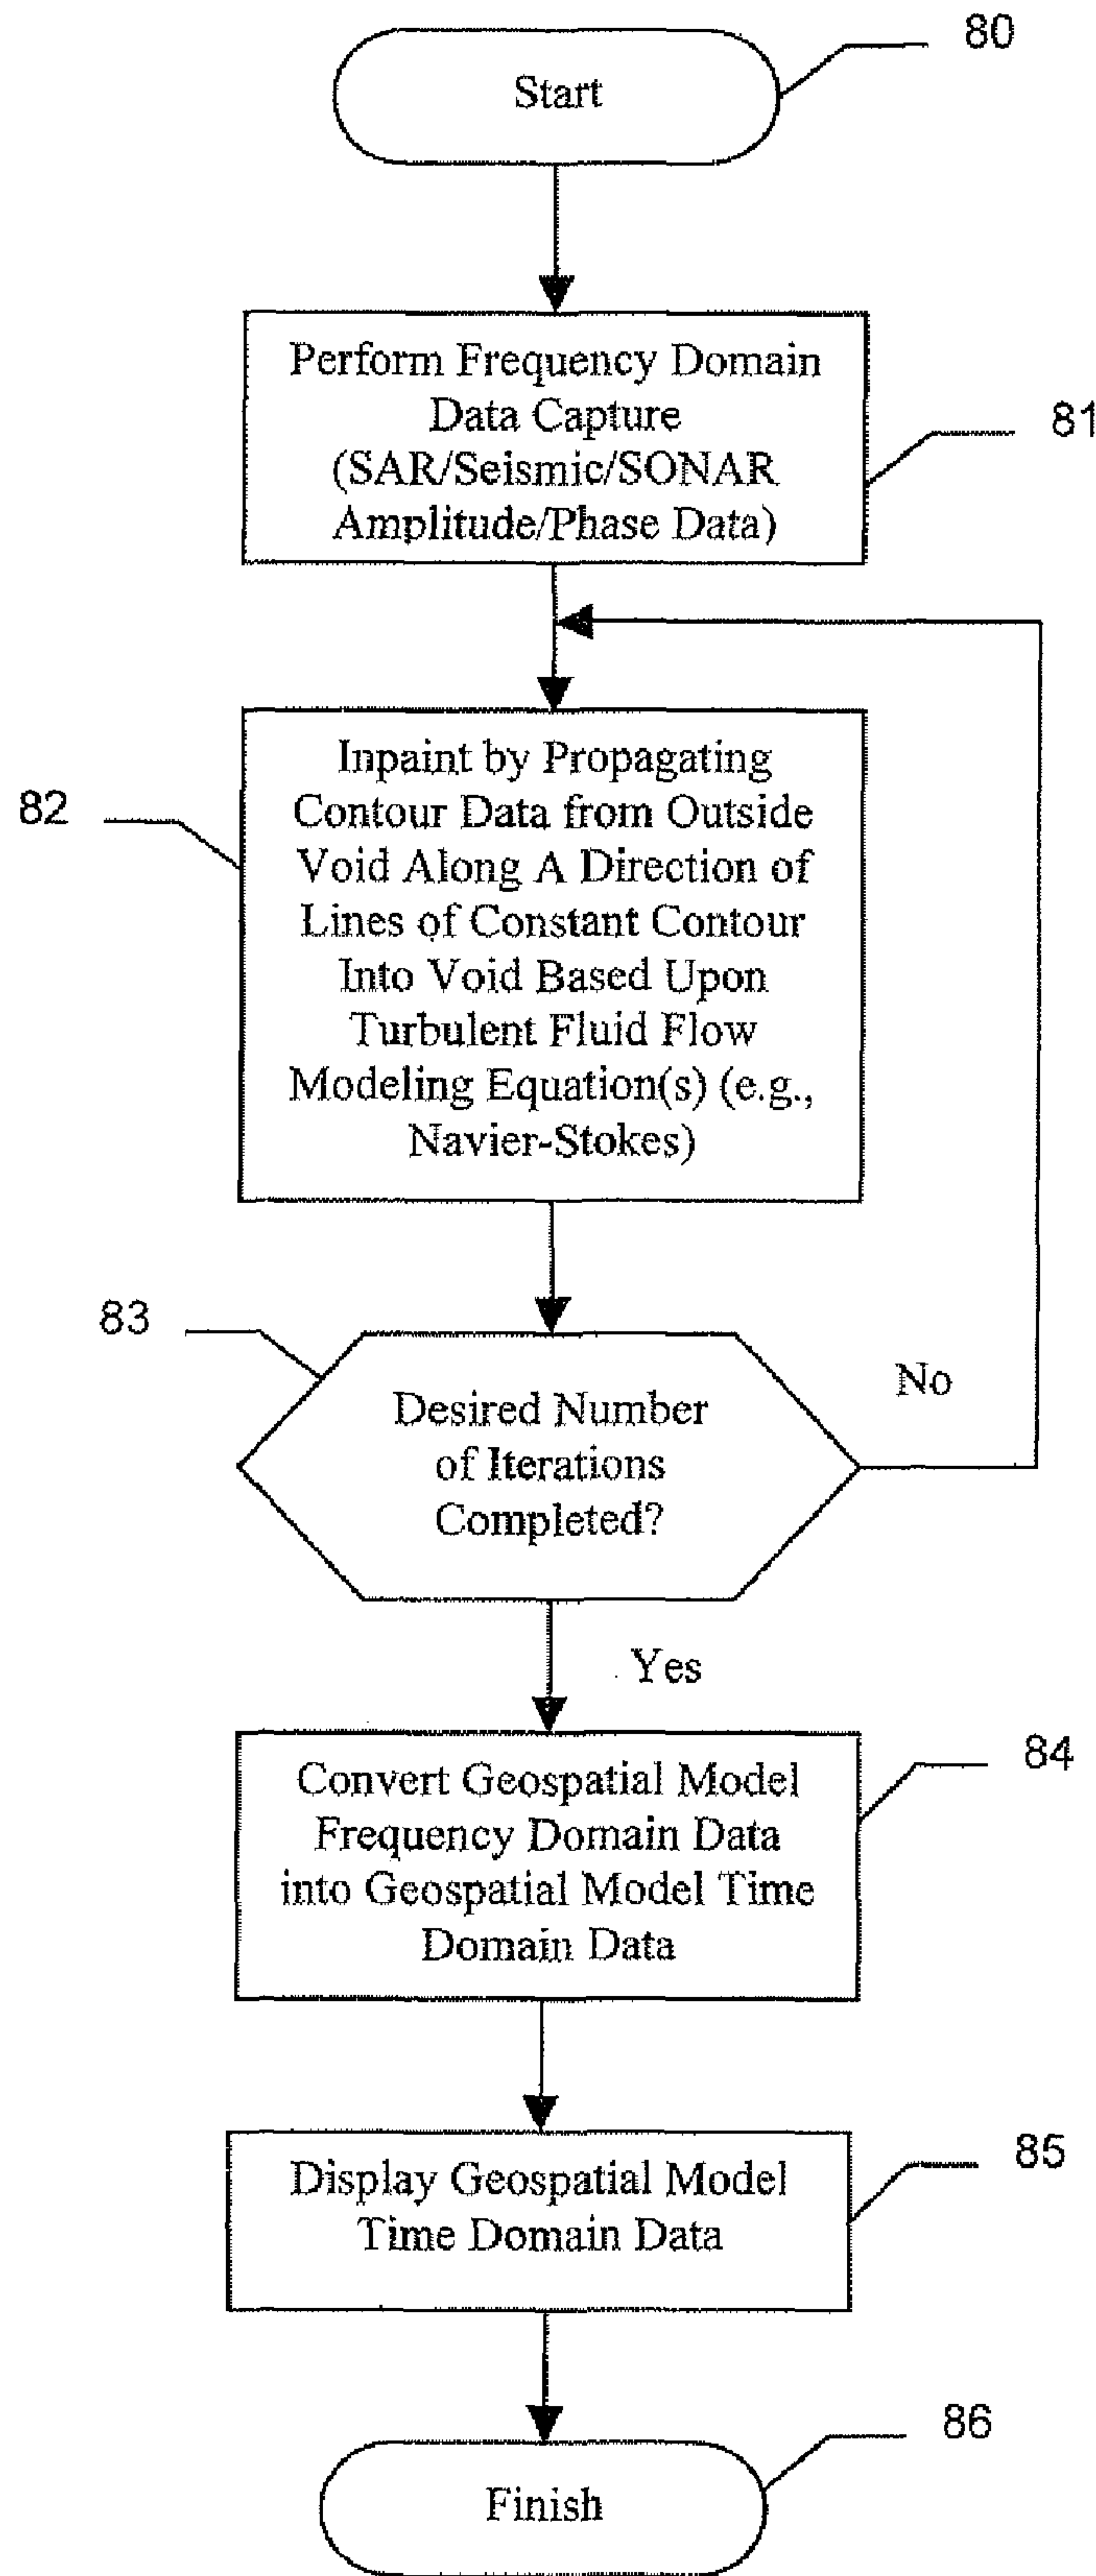 80
Start
Perform Frequency Domain
Data Capture
(SAR/Seismic/SONAR
Amplitude/Phase Data)
81
82
Inpaint by Propagating
Contour Data from Outside
Void Along A Direction of
Lines of Constant Contour
Into Void Based Upon
Turbulent Fluid Flow
Modeling Equation(s) (e.g.,
Navier-Stokes)
83
Desired Number
of Iterations
Completed?
No
Yes
84
Convert Geospatial Model
Frequency Domain Data
into Geospatial Model Time
Domain Data
85
Display Geospatial Model
Time Domain Data
86
Finish